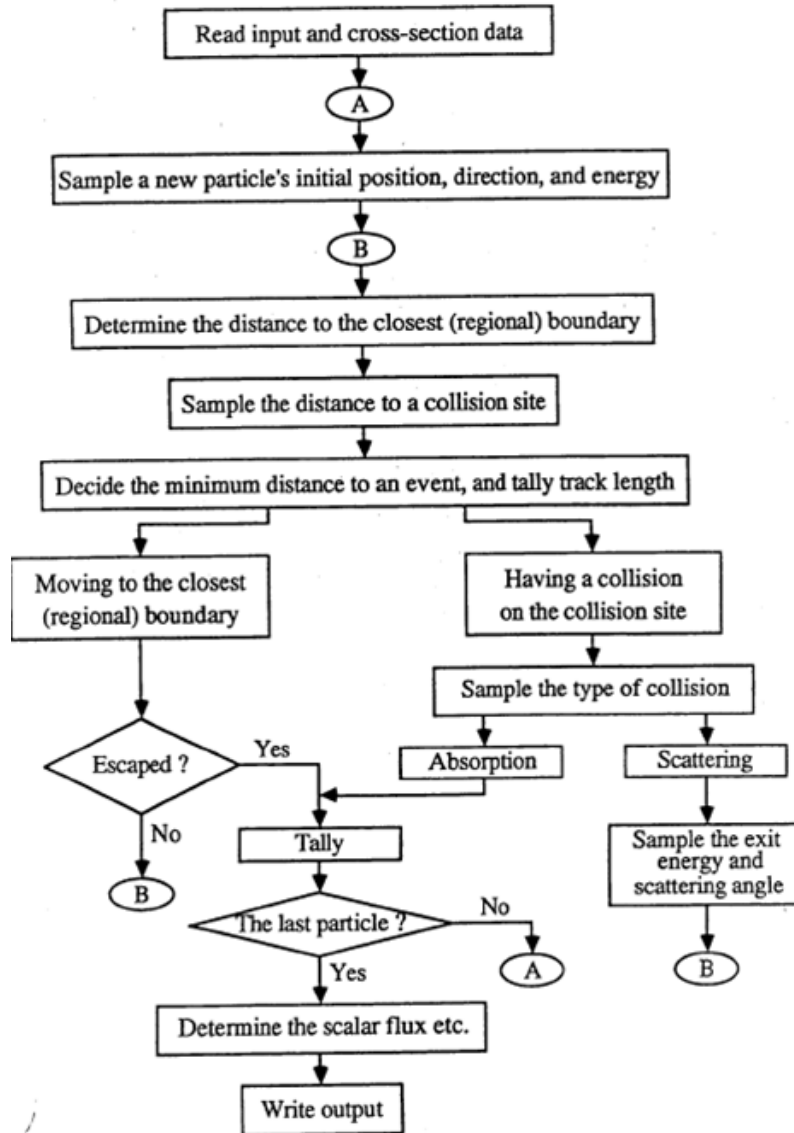 Read input and cross-section data
A
Sample a new particle's initial position, direction, and energy
B
Determine the distance to the closest (regional) boundary
Sample the distance to a collision site
Decide the minimum distance to an event, and tally track length
Moving to the closest
(regional) boundary
Having a collision
on the collision site
Sample the type of collision
Escaped ?
Yes
Absorption
Scattering
No
Tally
Sample the exit
energy and
scattering angle
B
The last particle ?
No
A
B
Yes
Determine the scalar flux etc.
Write output